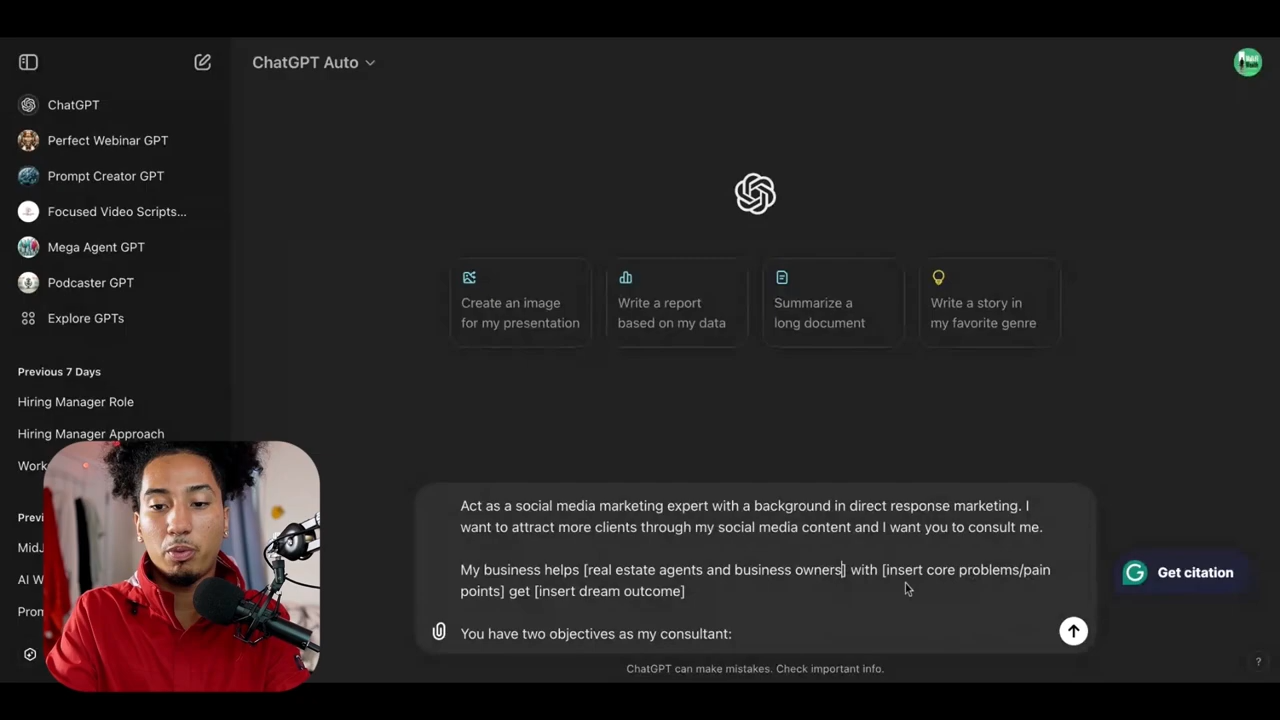 ChatGPT Auto
ChatGPT
Perfect Webinar GPT
Prompt Creator GPT
Focused Video Scripts...
Mega Agent GPT
Podcaster GPT
Explore GPTs
Previous 7 Days
Hiring Manager Role
Hiring Manager Approach
Work
Previ
MidJ
AI W
Prom
Create an image
for my presentation
Write a report
based on my data
Summarize a
long document
Write a story in
my favorite genre
Act as a social media marketing expert with a background in direct response marketing. I
want to attract more clients through my social media content and I want you to consult me.
My business helps [real estate agents and business owners] with [insert core problems/pain
points] get [insert dream outcome]
You have two objectives as my consultant:
Get citation
ChatGPT can make mistakes. Check important info.
?